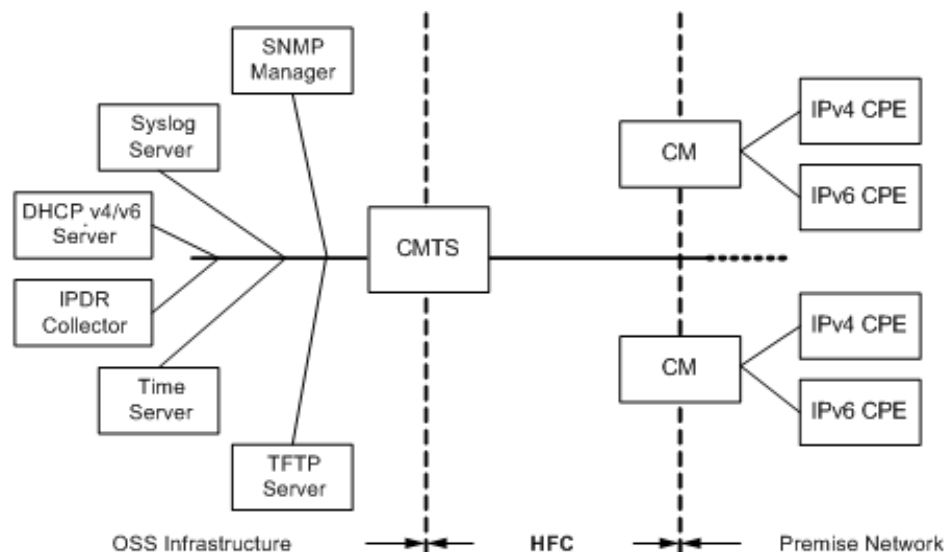 SNMP
Manager
Syslog
Server
DHCP v4/v6
Server
IPDR
Collector
Time
Server
TFTP
Server
CMTS
CM
IPv4 CPE
IPv6 CPE
CM
IPv4 CPE
IPv6 CPE
OSS Infrastructure
HFC
Premise Network